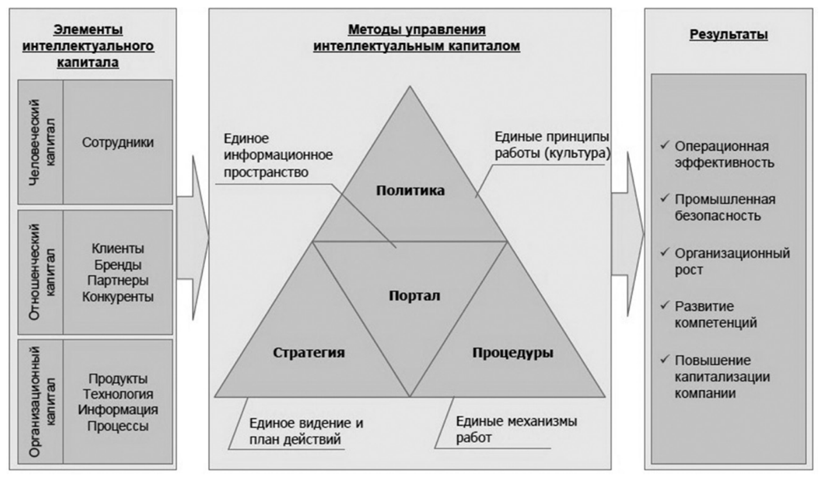 Элементы
интеллектуального
капитала
Человеческий
капитал
Сотрудники
Отношенческий
капитал
Клиенты
Бренды
Партнеры
Конкуренты
Организационный
капитал
Продукты
Технология
Информация
Процессы
Методы управления
интеллектуальным капиталом
Единое
информационное
пространство
Единые принципы
работы (культура)
Политика
Портал
Стратегия
Процедуры
Единое видение и
план действий
Единые механизмы
работ
Результаты
✓ Операционная
эффективность
✓ Промышленная
безопасность
✓ Организационный
рост
✓ Развитие
компетенций
✓ Повышение
капитализации
компании